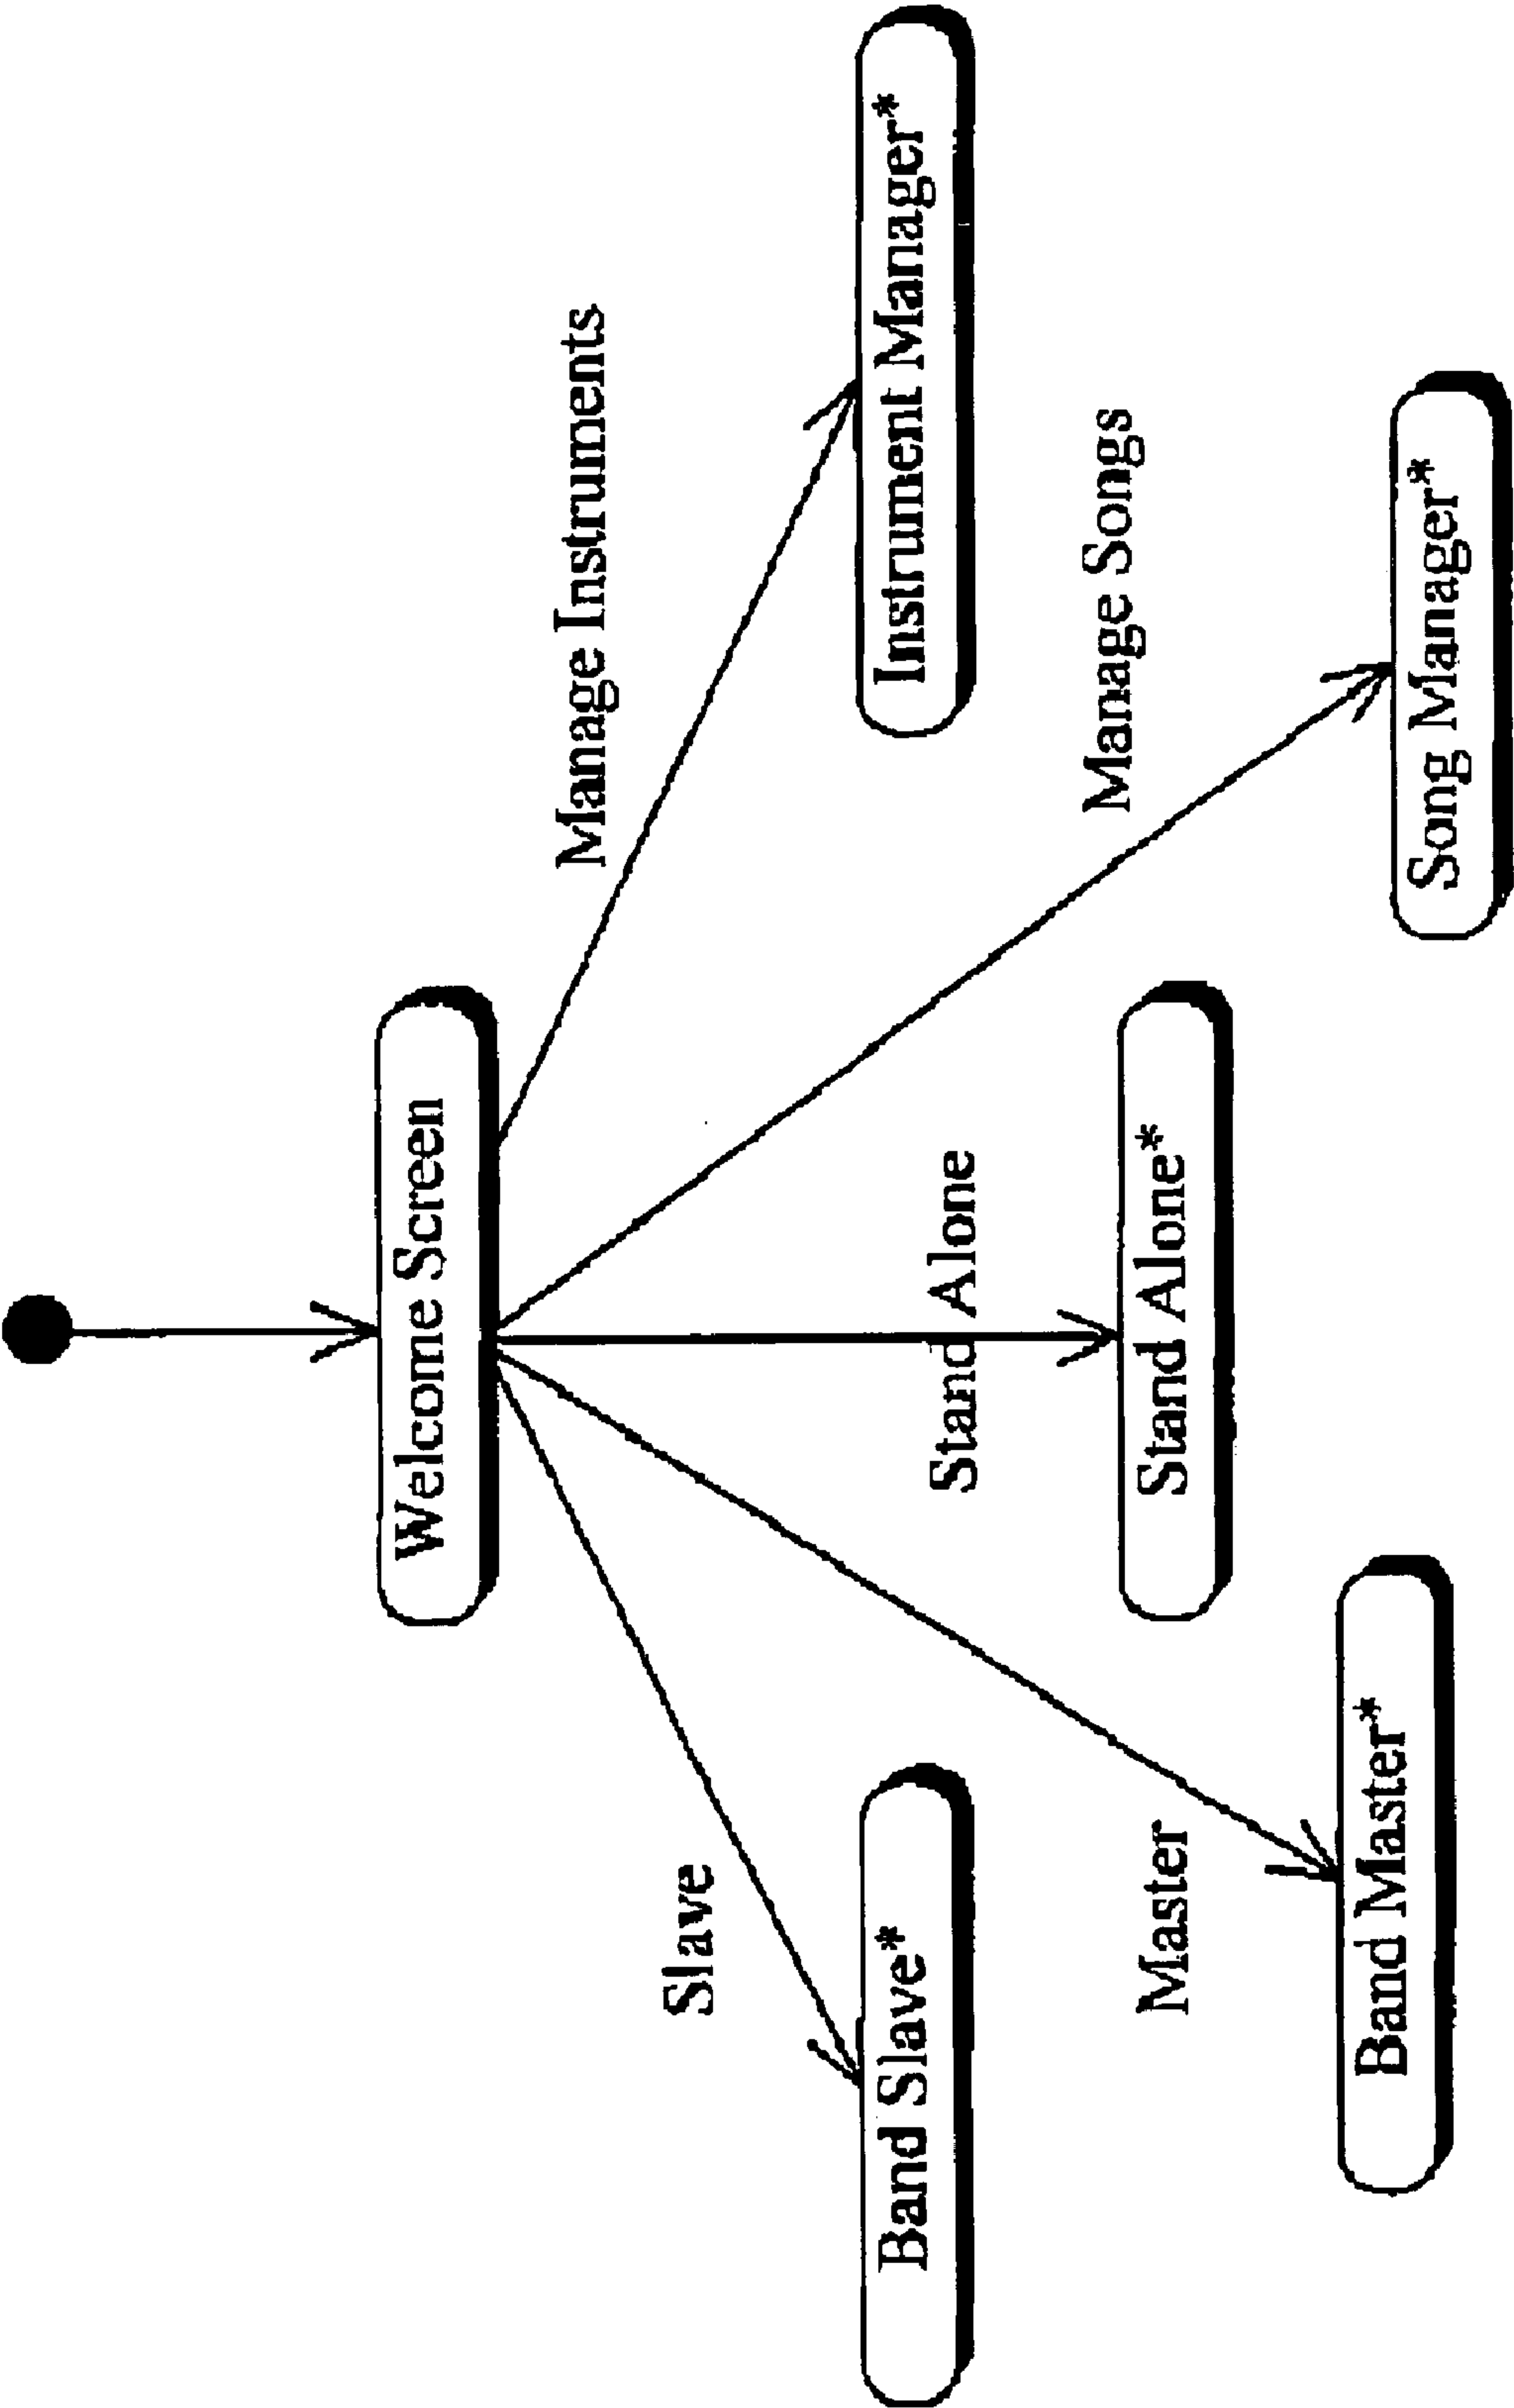 Welcome Screen
Slave
Manage Instruments
Band Slave*
Instrument Manager*
Stand Alone
Manage Songs
Stand Alone*
Master
Band Master*
Song Manager*